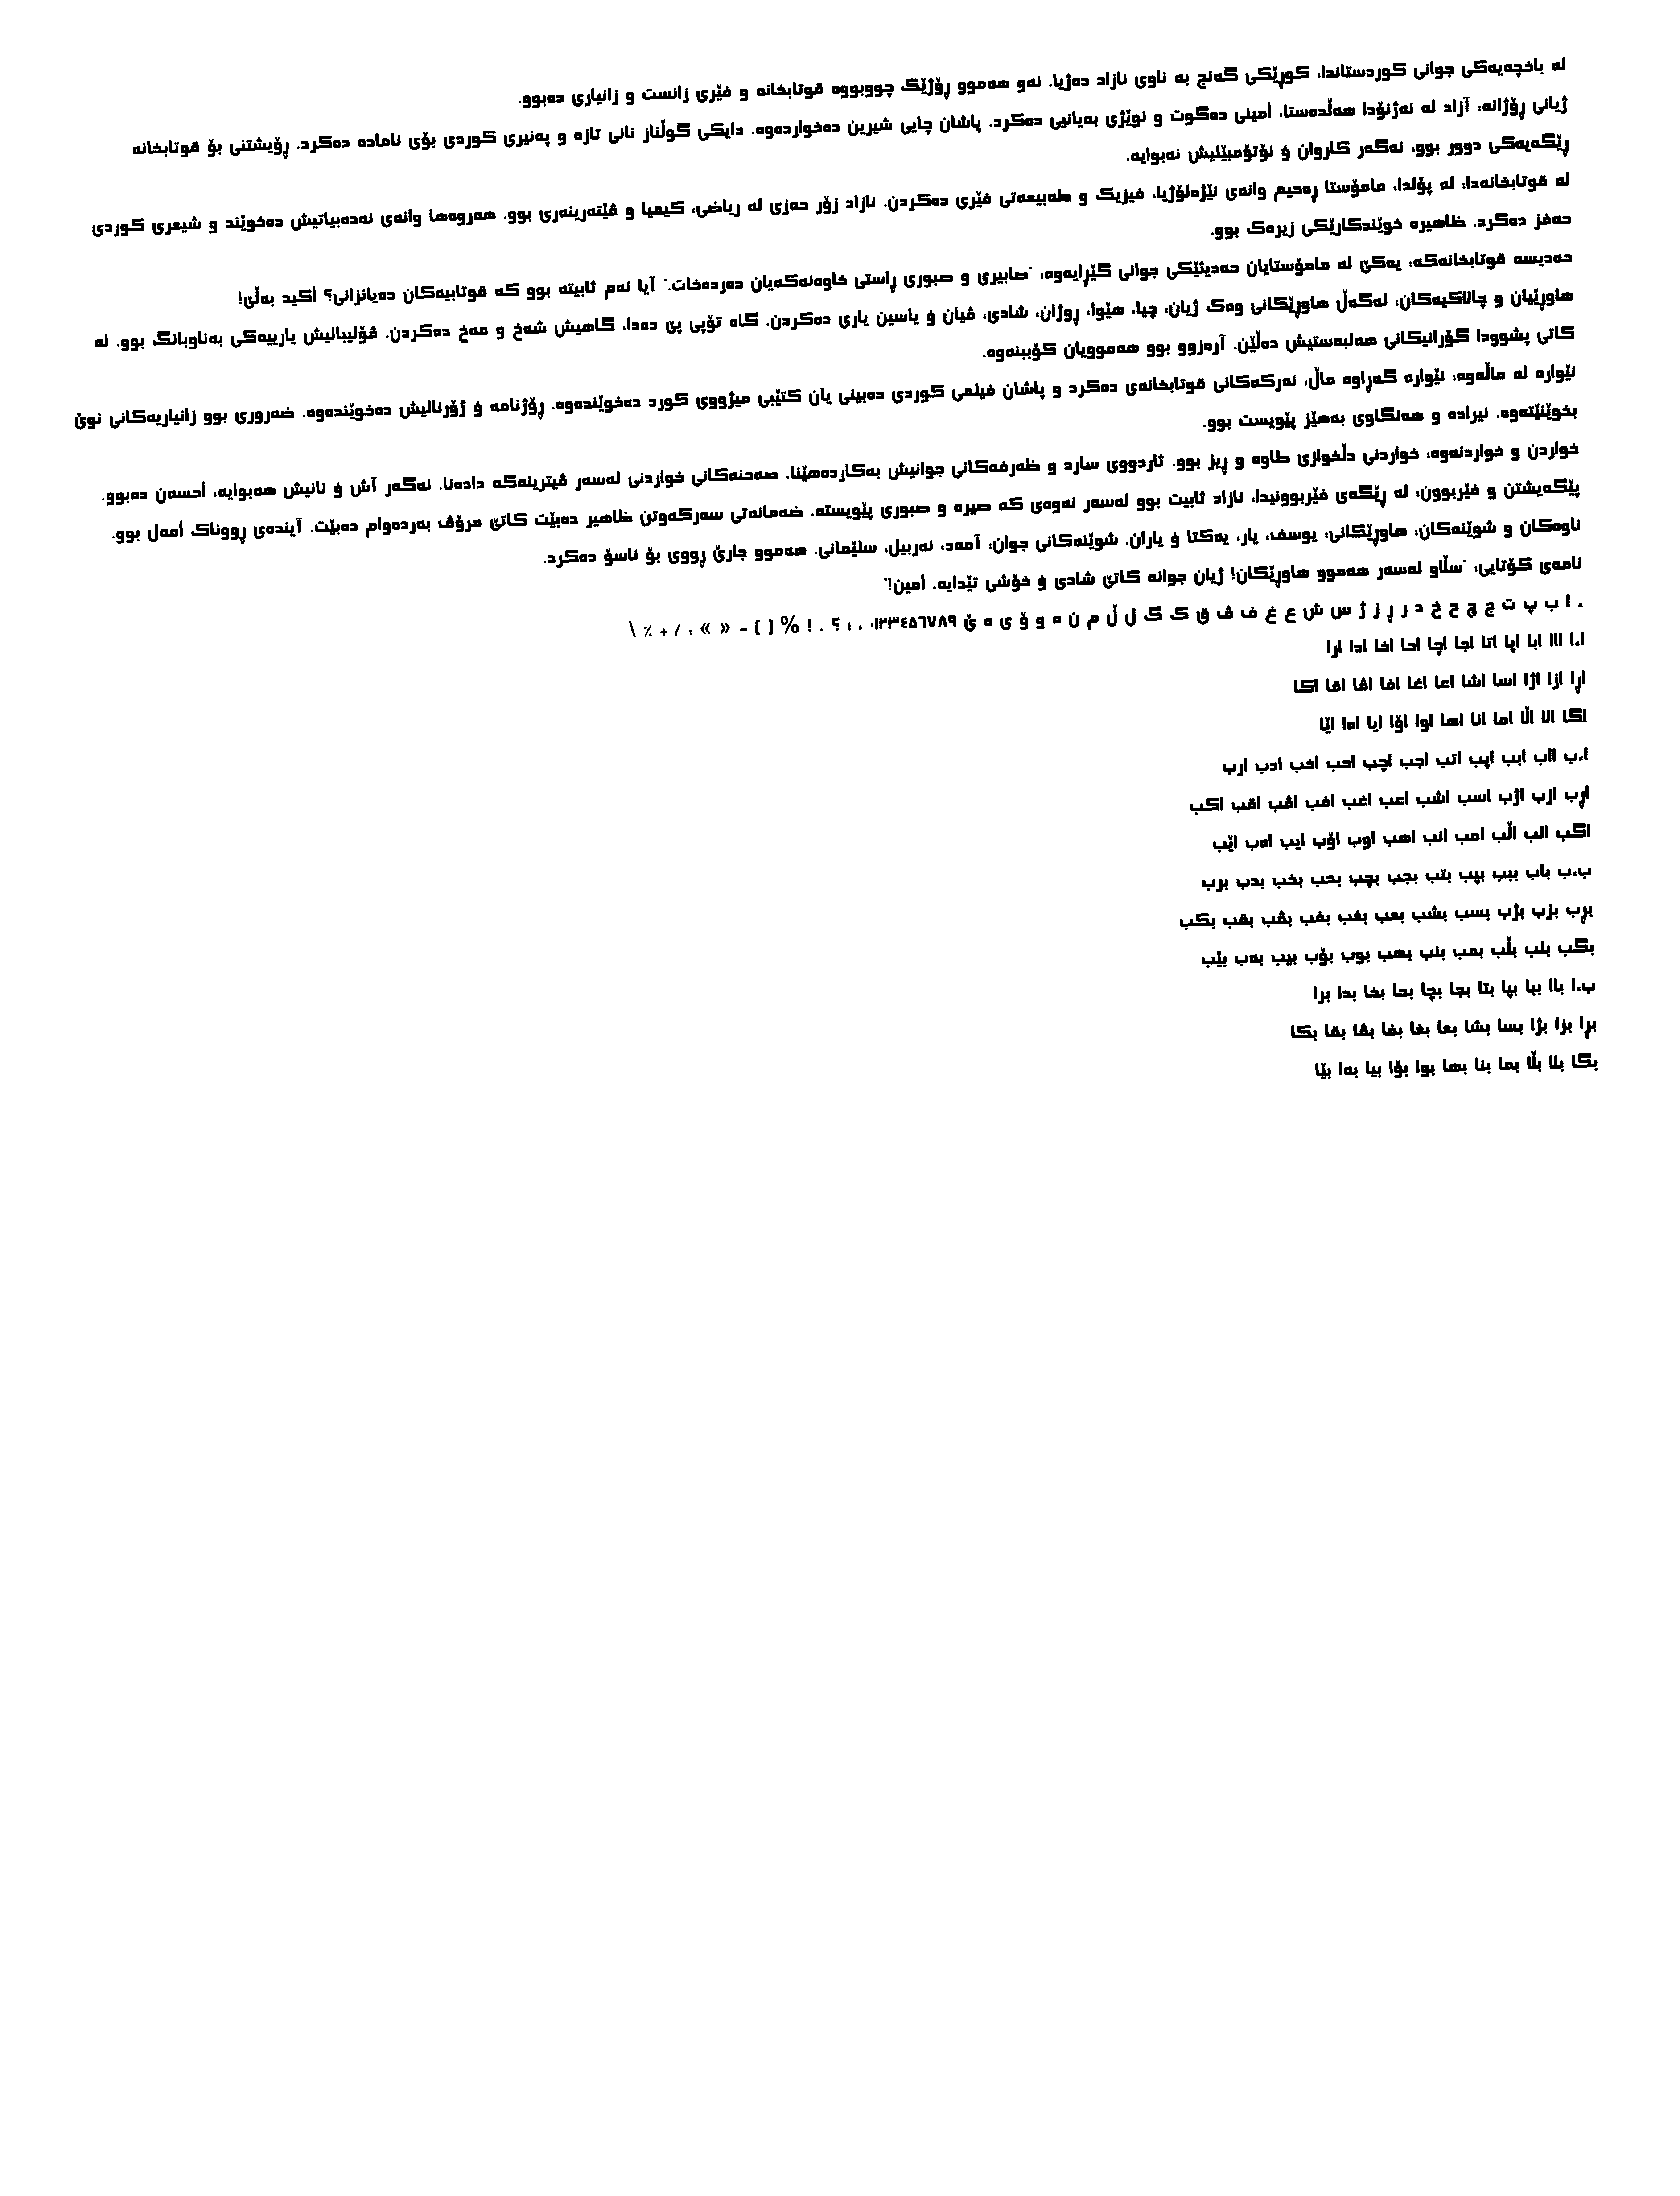 لە باخچەیەکی جوانی کوردستاندا، کوڕێکی گەنج بە ناوی ئازاد دەژیا. ئەو هەموو ڕۆژێک چووبووە قوتابخانە و فێری زانست و زانیاری دەبوو.
ژیانی ڕۆژانە: آزاد لە ئەژنۆدا هەڵدەستا، أمینی دەگوت و نوێژی بەیانیی دەکرد. پاشان چایی شیرین دەخواردەوە. دایکی گوڵناز نانی تازە و پەنیری کوردی بۆی ئامادە دەکرد. ڕۆیشتنی بۆ قوتابخانە
ڕێگەیەکی دوور بوو، ئەگەر کاروان ؤ ئۆتۆمبێلیش نەبوایە.
لە قوتابخانەدا: لە پۆلدا، مامۆستا ڕەحیم وانەی ئێژەلۆژیا، فیزیک و طەبیعەتی فێری دەکردن. ئازاد زۆر حەزی لە ریاضی، کیمیا و ڤێتەرینەری بوو. هەروەها وانەی ئەدەبیاتیش دەخوێند و شیعری کوردی
حەفز دەکرد. ظاهیرە خوێندکارێکی زیرەک بوو.
حەدیسە قوتابخانەکە: یەکێ لە مامۆستایان حەدیثێکی جوانی گێڕایەوە: "صابیری و صبوری ڕاستی خاوەنەکەیان دەردەخات." آیا ئەم ثابیتە بوو کە قوتابیەکان دەیانزانی؟ أکید بەڵێ!
هاوڕێیان و چالاکیەکان: لەگەڵ هاوڕێکانی وەک ژیان، چیا، هێوا، ڕوژان، شادی، ڤیان ؤ یاسین یاری دەکردن. گاە تۆپی پێ دەدا، گاهیش شەخ و مەخ دەکردن. ڤۆلیبالیش یارییەکی بەناوبانگ بوو. لە
کاتی پشوودا گۆرانیکانی هەلبەستیش دەڵێن. آرەزوو بوو هەموویان کۆببنەوە.
ئێوارە لە ماڵەوە: ئێوارە گەڕاوە ماڵ، ئەرکەکانی قوتابخانەی دەکرد و پاشان فیلمی کوردی دەبینی یان کتێبی میژووی کورد دەخوێندەوە. ڕۆژنامە ؤ ژۆرنالیش دەخوێندەوە. ضەروری بوو زانیاریەکانی نوێ
بخوێنێتەوە. ئیرادە و هەنگاوی بەهێز پێویست بوو.
خواردن و خواردنەوە: خواردنی دڵخوازی طاوە و ڕیز بوو. ئاردووی سارد و ظەرفەکانی جوانیش بەکاردەهێنا. صەحنەکانی خواردنی لەسەر ڤیترینەکە دادەنا. ئەگەر آش ؤ نانیش هەبوایە، أحسەن دەبوو.
پێگەیشتن و فێربوون: لە ڕێگەی فێربوونیدا، ئازاد ثابیت بوو لەسەر ئەوەی کە صیرە و صبوری پێویستە. ضەمانەتی سەرکەوتن ظاهیر دەبێت کاتێ مرۆڤ بەردەوام دەبێت. آیندەی ڕووناک أمەل بوو.
ناوەکان و شوێنەکان: هاوڕێکانی: یوسف، یار، یەکتا ؤ یاران. شوێنەکانی جوان: آمەد، ئەربیل، سلێمانی. هەموو جارێ ڕووی بۆ ئاسۆ دەکرد.
نامەی کۆتایی: "سڵاو لەسەر هەموو هاوڕێکان! ژیان جوانە کاتێ شادی ؤ خۆشی تێدایە. أمین!"
ء ا ب پ ت ج چ ح خ د ر ڕ ز ژ س ش ع غ ف ڤ ق ک گ ل ڵ م ن ه و ۆ ی ە ێ ٠١٢٣٤٥٦٧٨٩ ، ؛ ؟ . ! % [ ] - « » : / + ٪ \
اءا ااا ابا اپا اتا اجا اچا احا اخا ادا ارا
اڕا ازا اژا اسا اشا اعا اغا افا اڤا اقا اکا
اگا الا اڵا اما انا اها اوا اۆا ایا اەا اێا
اءب ااب ابب اپب اتب اجب اچب احب اخب ادب ارب
اڕب ازب اژب اسب اشب اعب اغب افب اڤب اقب اکب
اگب الب اڵب امب انب اهب اوب اۆب ایب اەب اێب
بءب باب ببب بپب بتب بجب بچب بحب بخب بدب برب
بڕب بزب بژب بسب بشب بعب بغب بفب بڤب بقب بکب
بگب بلب بڵب بمب بنب بهب بوب بۆب بیب بەب بێب
بءا باا ببا بپا بتا بجا بچا بحا بخا بدا برا
بڕا بزا بژا بسا بشا بعا بغا بفا بڤا بقا بکا
بگا بلا بڵا بما بنا بها بوا بۆا بیا بەا بێا